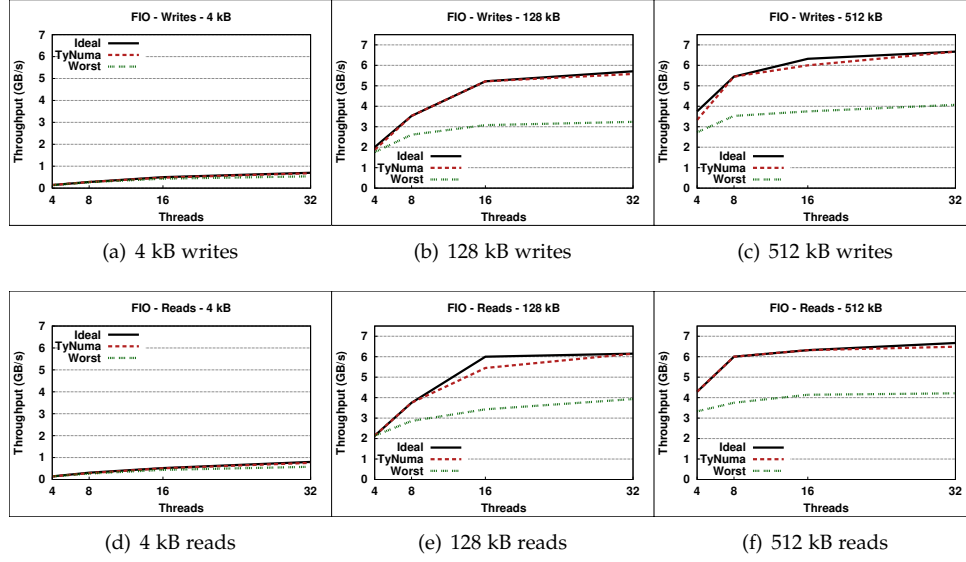 FIO - Writes - 4 kB
Throughput (GB/s)
7
6
5
4
3
2
1
0
Ideal
TyNuma
Worst
4 8 16 32
Threads
(a) 4 kB writes
FIO - Writes - 128 kB
Throughput (GB/s)
7
6
5
4
3
2
1
0
Ideal
TyNuma
Worst
4 8 16 32
Threads
(b) 128 kB writes
FIO - Writes - 512 kB
Throughput (GB/s)
7
6
5
4
3
2
1
0
Ideal
TyNuma
Worst
4 8 16 32
Threads
(c) 512 kB writes
FIO - Reads - 4 kB
Throughput (GB/s)
7
6
5
4
3
2
1
0
Ideal
TyNuma
Worst
4 8 16 32
Threads
(d) 4 kB reads
FIO - Reads - 128 kB
Throughput (GB/s)
7
6
5
4
3
2
1
0
Ideal
TyNuma
Worst
4 8 16 32
Threads
(e) 128 kB reads
FIO - Reads - 512 kB
Throughput (GB/s)
7
6
5
4
3
2
1
0
Ideal
TyNuma
Worst
4 8 16 32
Threads
(f) 512 kB reads